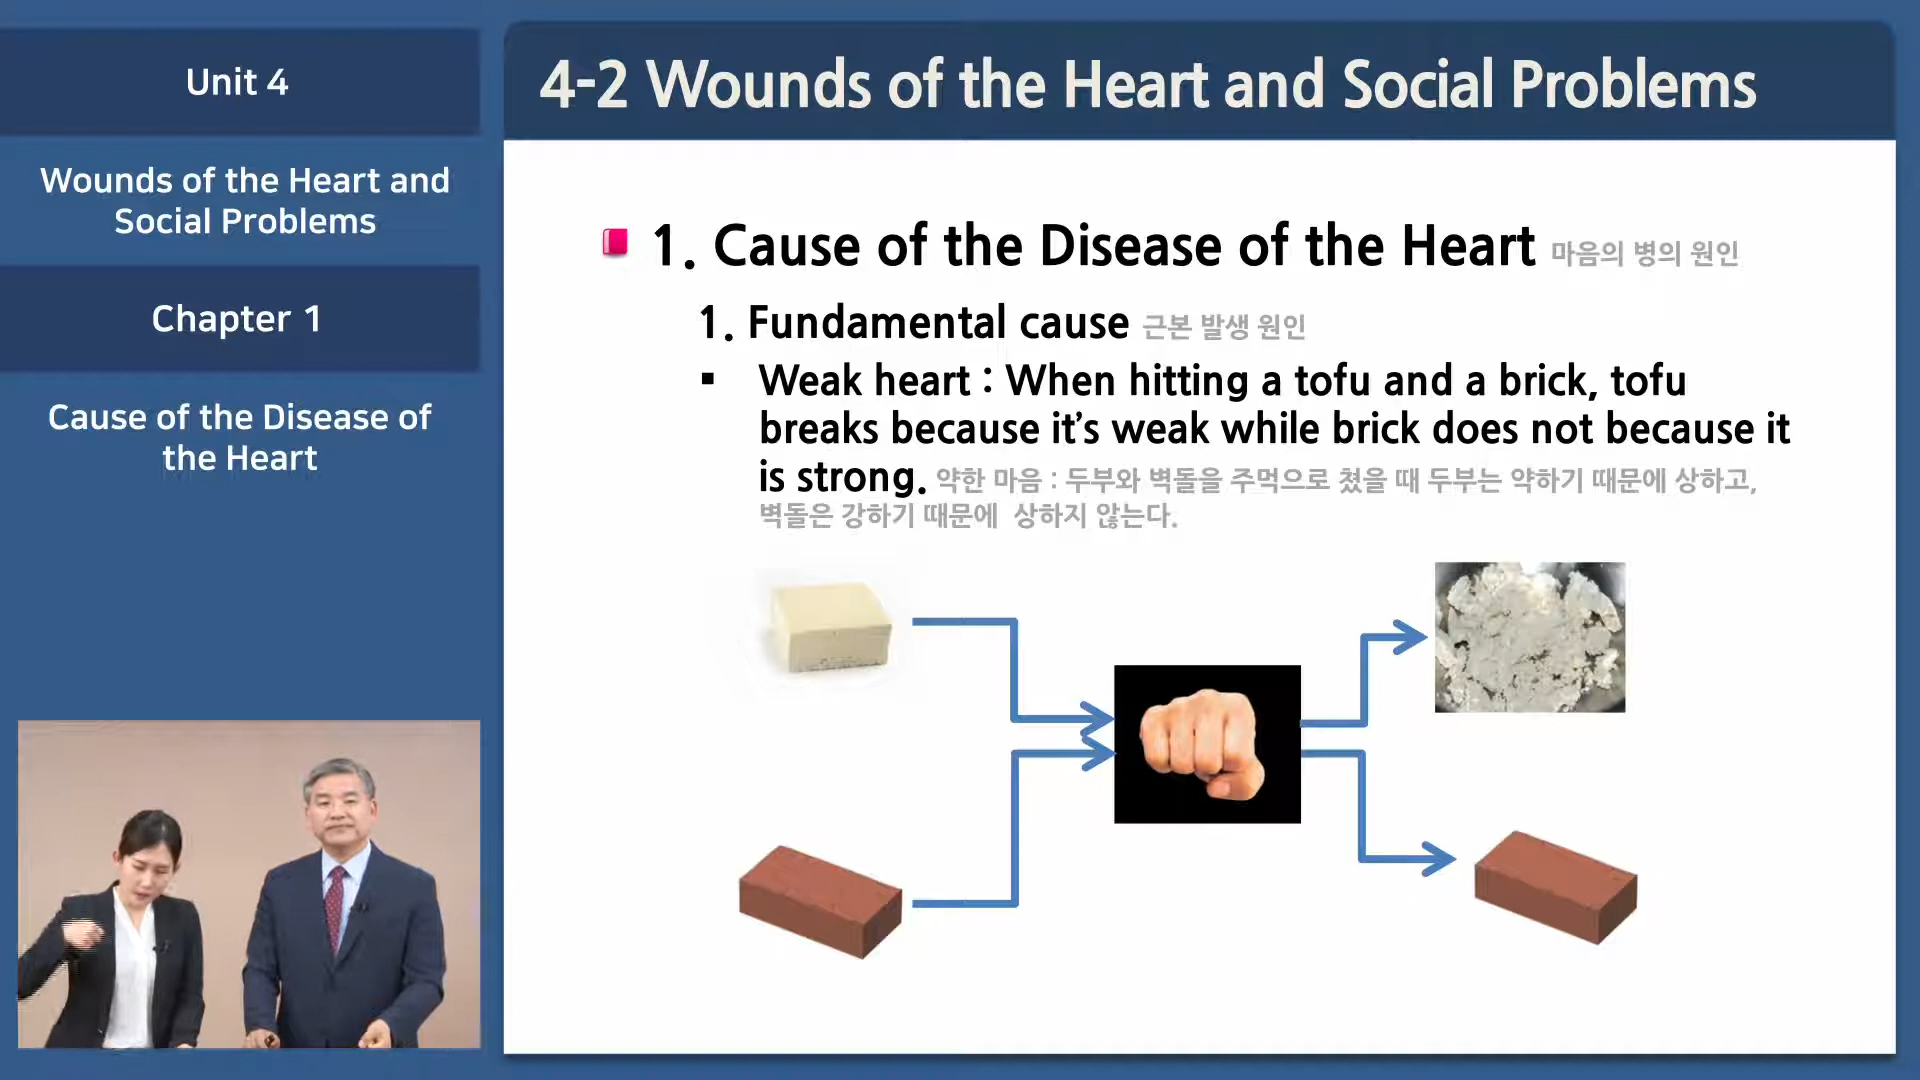 Unit 4
Wounds of the Heart and
Social Problems
Chapter 1
Cause of the Disease of
the Heart
4-2 Wounds of the Heart and Social Problems
1. Cause of the Disease of the Heart 마음의 병의 원인
1. Fundamental cause 근본 발생 원인
▪ Weak heart : When hitting a tofu and a brick, tofu
breaks because it's weak while brick does not because it
is strong. 약한 마음 : 두부와 벽돌을 주먹으로 쳤을 때 두부는 약하기 때문에 상하고,
벽돌은 강하기 때문에 상하지 않는다.